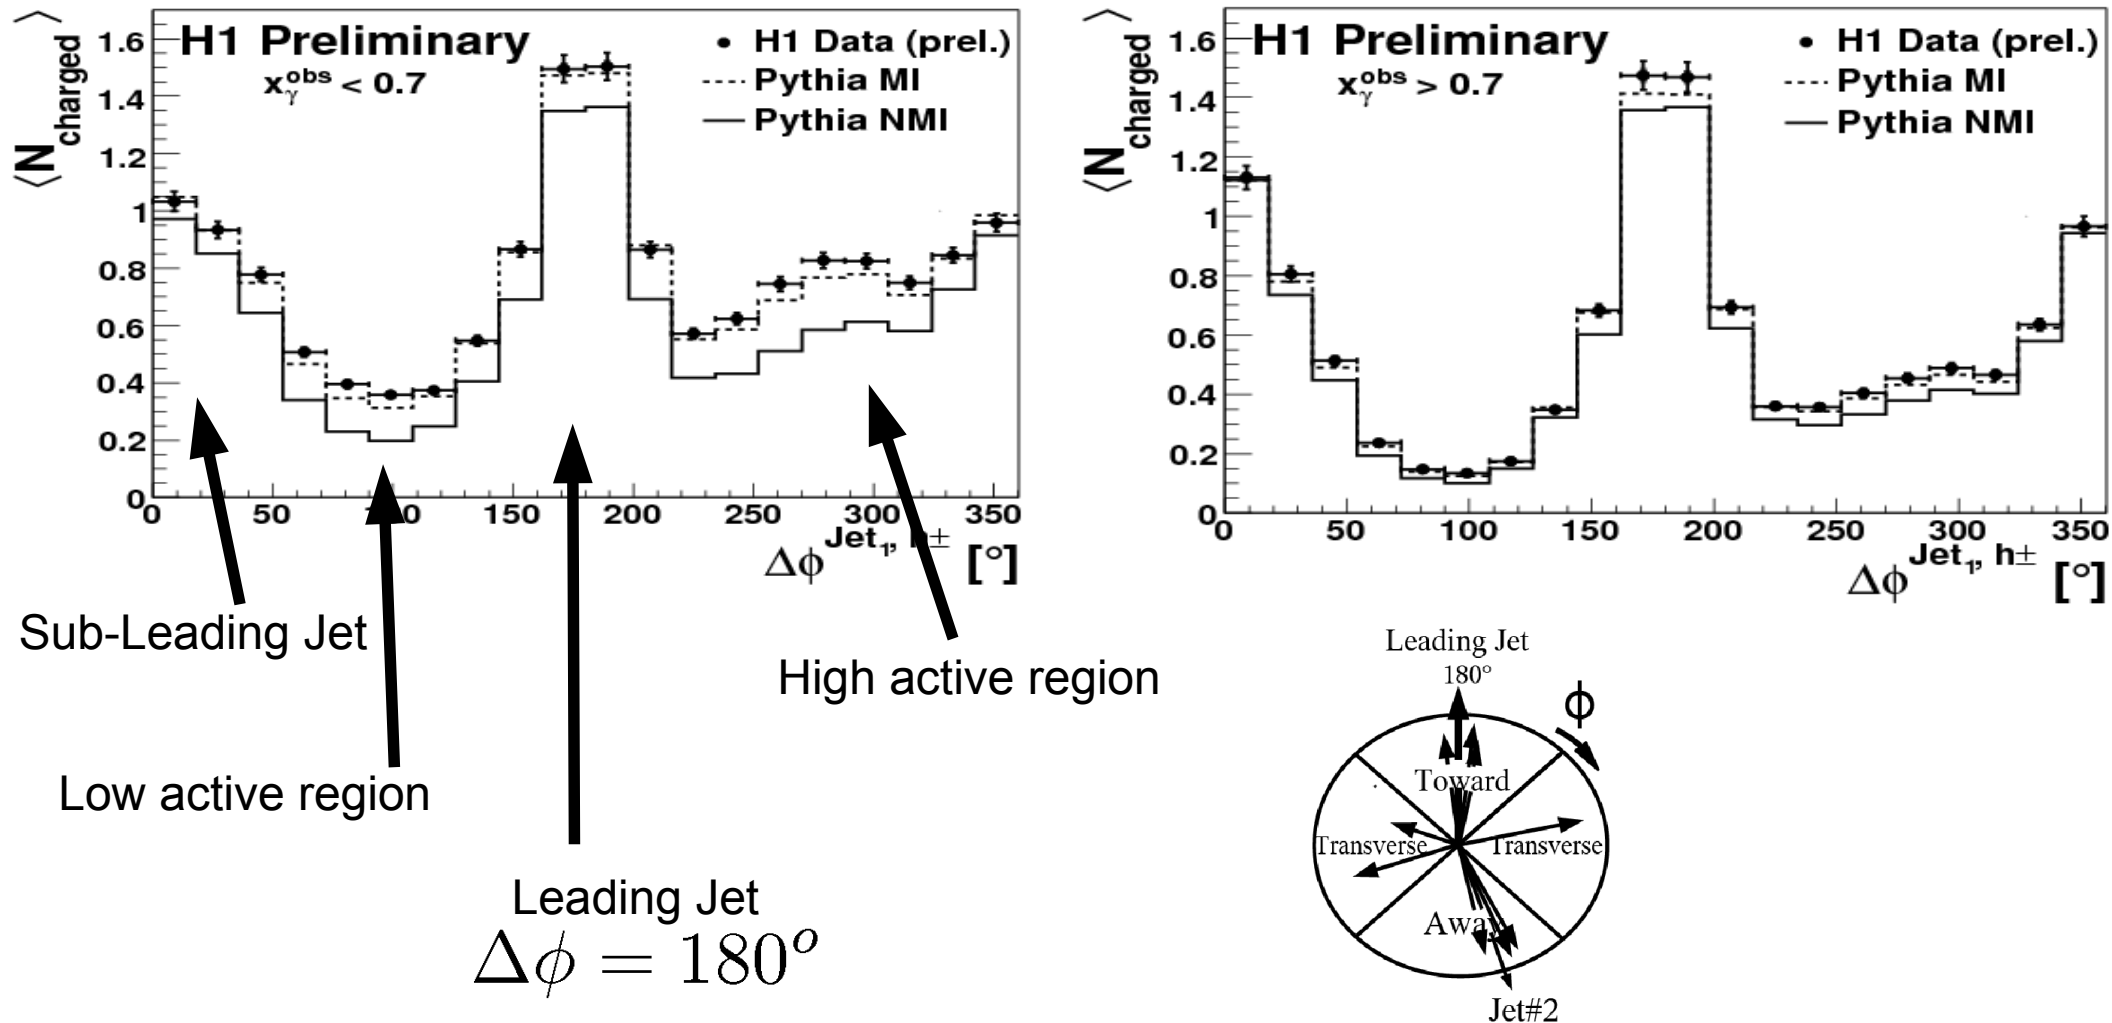 H1 Preliminary
x_γ^obs < 0.7
H1 Data (prel.)
Pythia MI
Pythia NMI
⟨N_charged⟩
1.6
1.4
1.2
1
0.8
0.6
0.4
0.2
0
0 50 100 150 200 250 300 350
Δϕ^Jet₁, h± [°]
H1 Preliminary
x_γ^obs > 0.7
H1 Data (prel.)
Pythia MI
Pythia NMI
⟨N_charged⟩
1.6
1.4
1.2
1
0.8
0.6
0.4
0.2
0
0 50 100 150 200 250 300 350
Δϕ^Jet₁, h± [°]
Sub-Leading Jet
Low active region
Leading Jet
Δϕ = 180°
High active region
Leading Jet
180°
ϕ
Toward
Transverse Transverse
Away
Jet#2